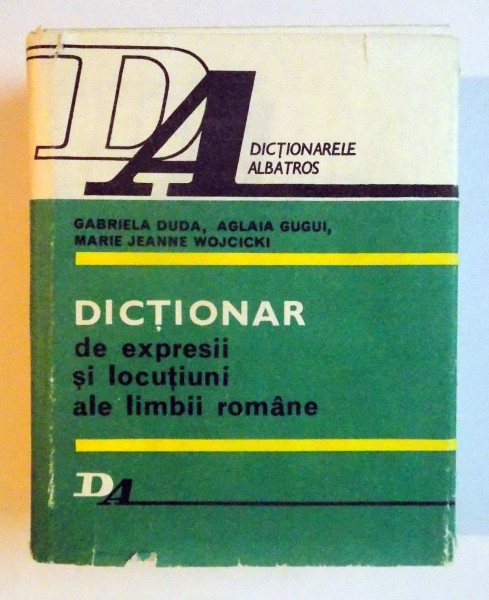 DA
DICȚIONARELE
ALBATROS
GABRIELA DUDA, AGLAIA GUGUI,
MARIE JEANNE WOJCICKI
DICȚIONAR
de expresii
și locuțiuni
ale limbii române
DA